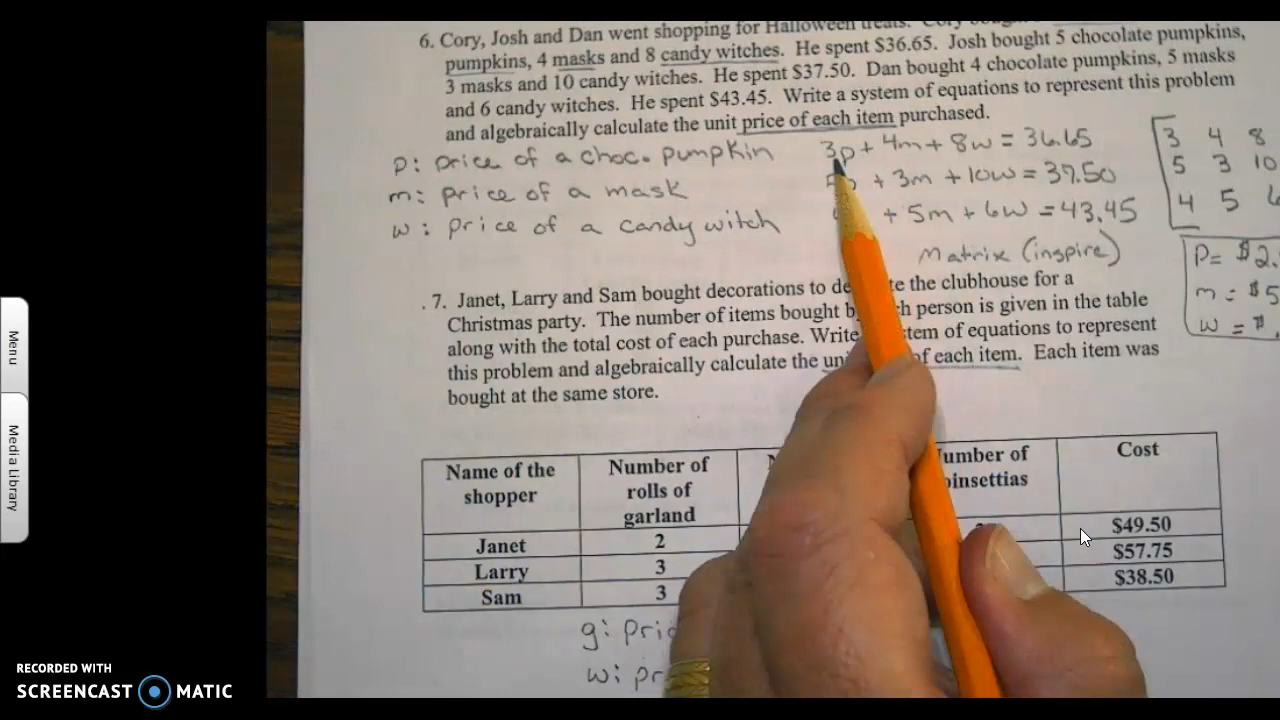 6. Cory, Josh and Dan went shopping for Halloween treats. Cory bought
pumpkins, 4 masks and 8 candy witches. He spent $36.65. Josh bought 5 chocolate pumpkins,
3 masks and 10 candy witches. He spent $37.50. Dan bought 4 chocolate pumpkins, 5 masks
and 6 candy witches. He spent $43.45. Write a system of equations to represent this problem
and algebraically calculate the unit price of each item purchased.
p: price of a choc. pumpkin
m: price of a mask
w: price of a candy witch
3p + 4m + 8w = 36.65
+ 3m + 10w = 37.50
+ 5m + 6w = 43.45
Matrix (inspire)
3 4 8
5 3 10
4 5 6
P= $2.
m = $5
w = $
. 7. Janet, Larry and Sam bought decorations to the clubhouse for a
Christmas party. The number of items bought person is given in the table
along with the total cost of each purchase. Write system of equations to represent
this problem and algebraically calculate the of each item. Each item was
bought at the same store.
Name of the shopper
Number of rolls of garland
Number of poinsettias
Cost
Janet 2 $49.50
Larry 3 $57.75
Sam 3 $38.50
g: pric
w: pr
Menu
Media Library
RECORDED WITH
SCREENCAST MATIC